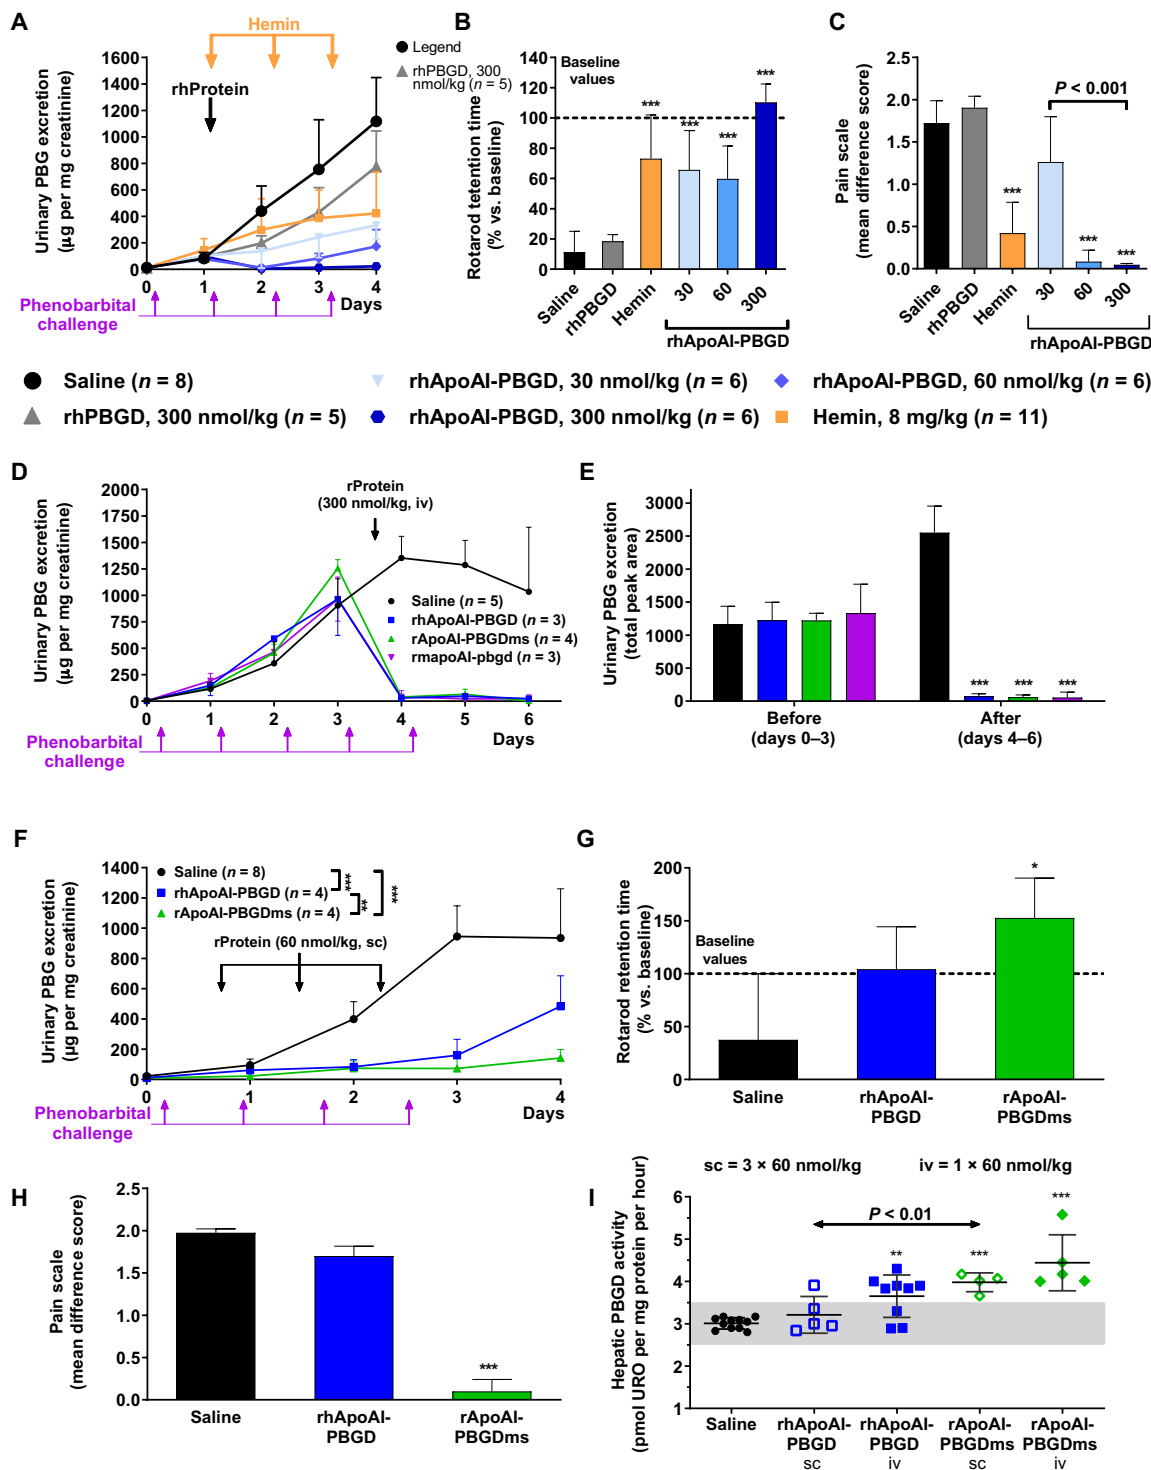 A
Hemin
Legend
rhPBGD, 300
nmol/kg (n = 5)
rhProtein
Urinary PBG excretion
(μg per mg creatinine)
1600
1400
1200
1000
800
600
400
200
0
0 1 2 3 4
Days
Phenobarbital
challenge
B
Rotarod retention time
(% vs. baseline)
140
120
100
80
60
40
20
0
Baseline
values
***
***
***
***
Saline
rhPBGD
Hemin
30
60
300
rhApoAI-PBGD
C
Pain scale
(mean difference score)
2.5
2.0
1.5
1.0
0.5
0.0
P < 0.001
***
***
***
Saline
rhPBGD
Hemin
30
60
300
rhApoAI-PBGD
Saline (n = 8)
rhApoAI-PBGD, 30 nmol/kg (n = 6)
rhApoAI-PBGD, 60 nmol/kg (n = 6)
rhPBGD, 300 nmol/kg (n = 5)
rhApoAI-PBGD, 300 nmol/kg (n = 6)
Hemin, 8 mg/kg (n = 11)
D
Urinary PBG excretion
(μg per mg creatinine)
2000
1750
1500
1250
1000
750
500
250
0
rProtein
(300 nmol/kg, iv)
Saline (n = 5)
rhApoAI-PBGD (n = 3)
rApoAI-PBGDms (n = 4)
rmapoAI-pbgd (n = 3)
0 1 2 3 4 5 6
Days
Phenobarbital
challenge
E
Urinary PBG excretion
(total peak area)
3000
2500
2000
1500
1000
500
0
*** *** ***
Before
(days 0–3)
After
(days 4–6)
F
Urinary PBG excretion
(μg per mg creatinine)
1400
1200
1000
800
600
400
200
0
Saline (n = 8)
rhApoAI-PBGD (n = 4)
rApoAI-PBGDms (n = 4)
***
**
***
rProtein (60 nmol/kg, sc)
0 1 2 3 4
Days
Phenobarbital
challenge
G
Rotarod retention time
(% vs. baseline)
200
150
100
50
0
Baseline
values
*
Saline
rhApoAI-
PBGD
rApoAI-
PBGDms
H
Pain scale
(mean difference score)
2.5
2.0
1.5
1.0
0.5
0.0
***
Saline
rhApoAI-
PBGD
rApoAI-
PBGDms
sc = 3 × 60 nmol/kg
iv = 1 × 60 nmol/kg
I
Hepatic PBGD activity
(pmol URO per mg protein per hour)
6
5
4
3
2
1
P < 0.01
**
***
***
Saline
rhApoAI-
PBGD
sc
rhApoAI-
PBGD
iv
rApoAI-
PBGDms
sc
rApoAI-
PBGDms
iv